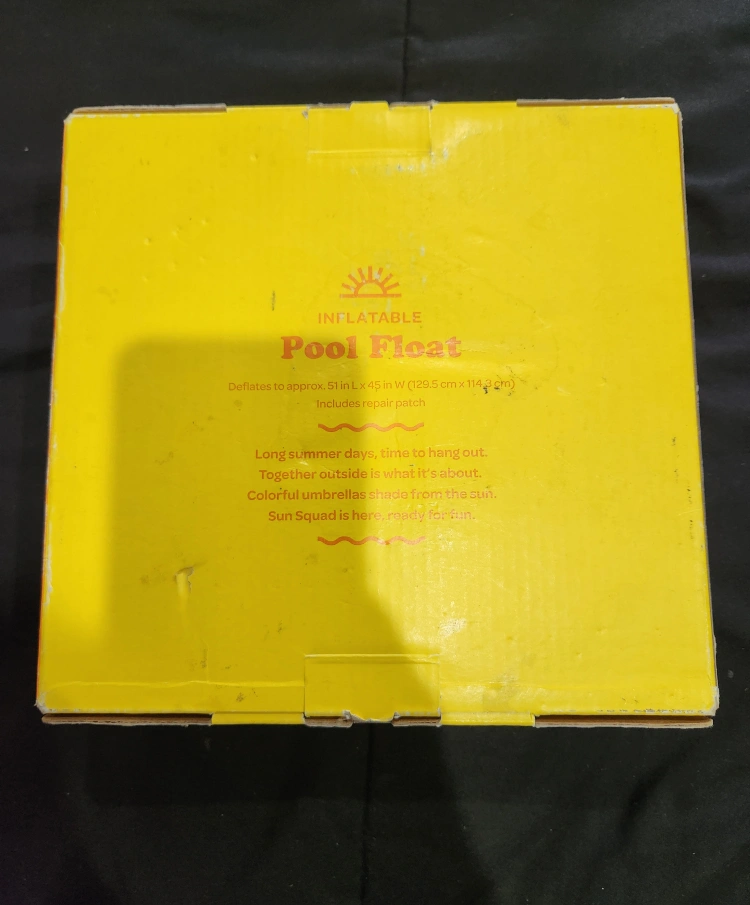 INFLATABLE
Pool Float
Deflates to approx. 51 in L x 45 in W (129.5 cm x 114.3 cm)
Includes repair patch
Long summer days, time to hang out.
Together outside is what it's about.
Colorful umbrellas shade from the sun.
Sun Squad is here, ready for fun.